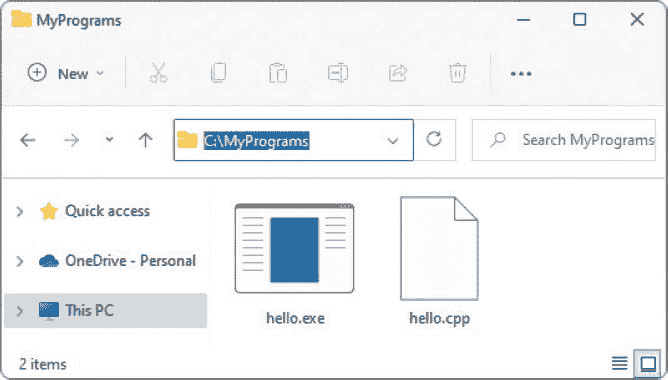 MyPrograms
New
C:\MyPrograms
Search MyPrograms
Quick access
OneDrive - Personal
This PC
hello.exe
hello.cpp
2 items